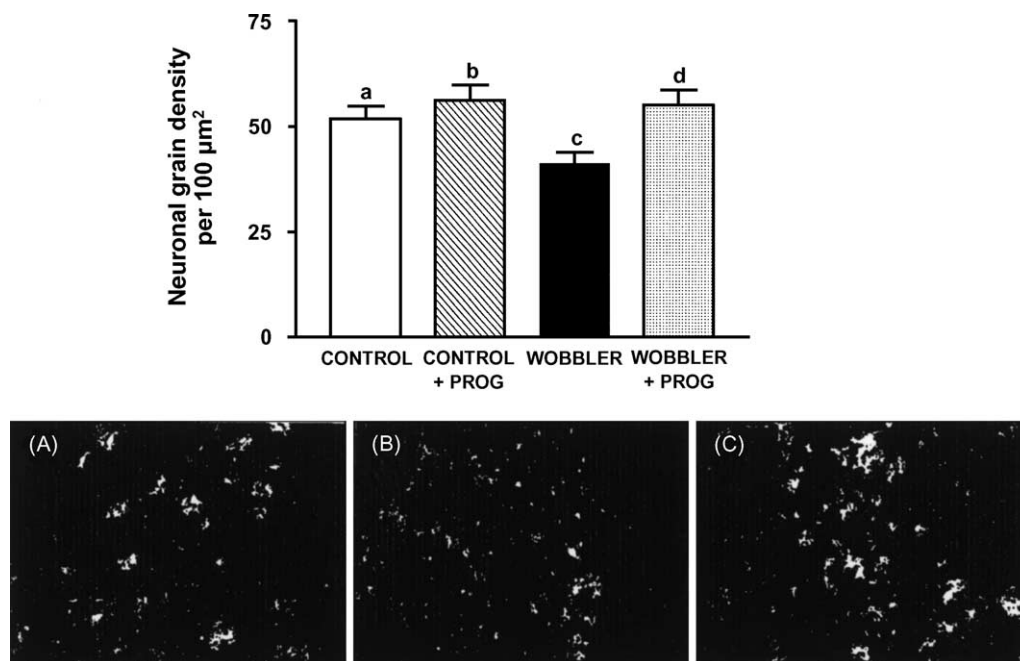 Neuronal grain density
per 100 µm²
75
50
25
0
a
b
c
d
CONTROL
CONTROL
+ PROG
WOBBLER
WOBBLER
+ PROG
(A)
(B)
(C)